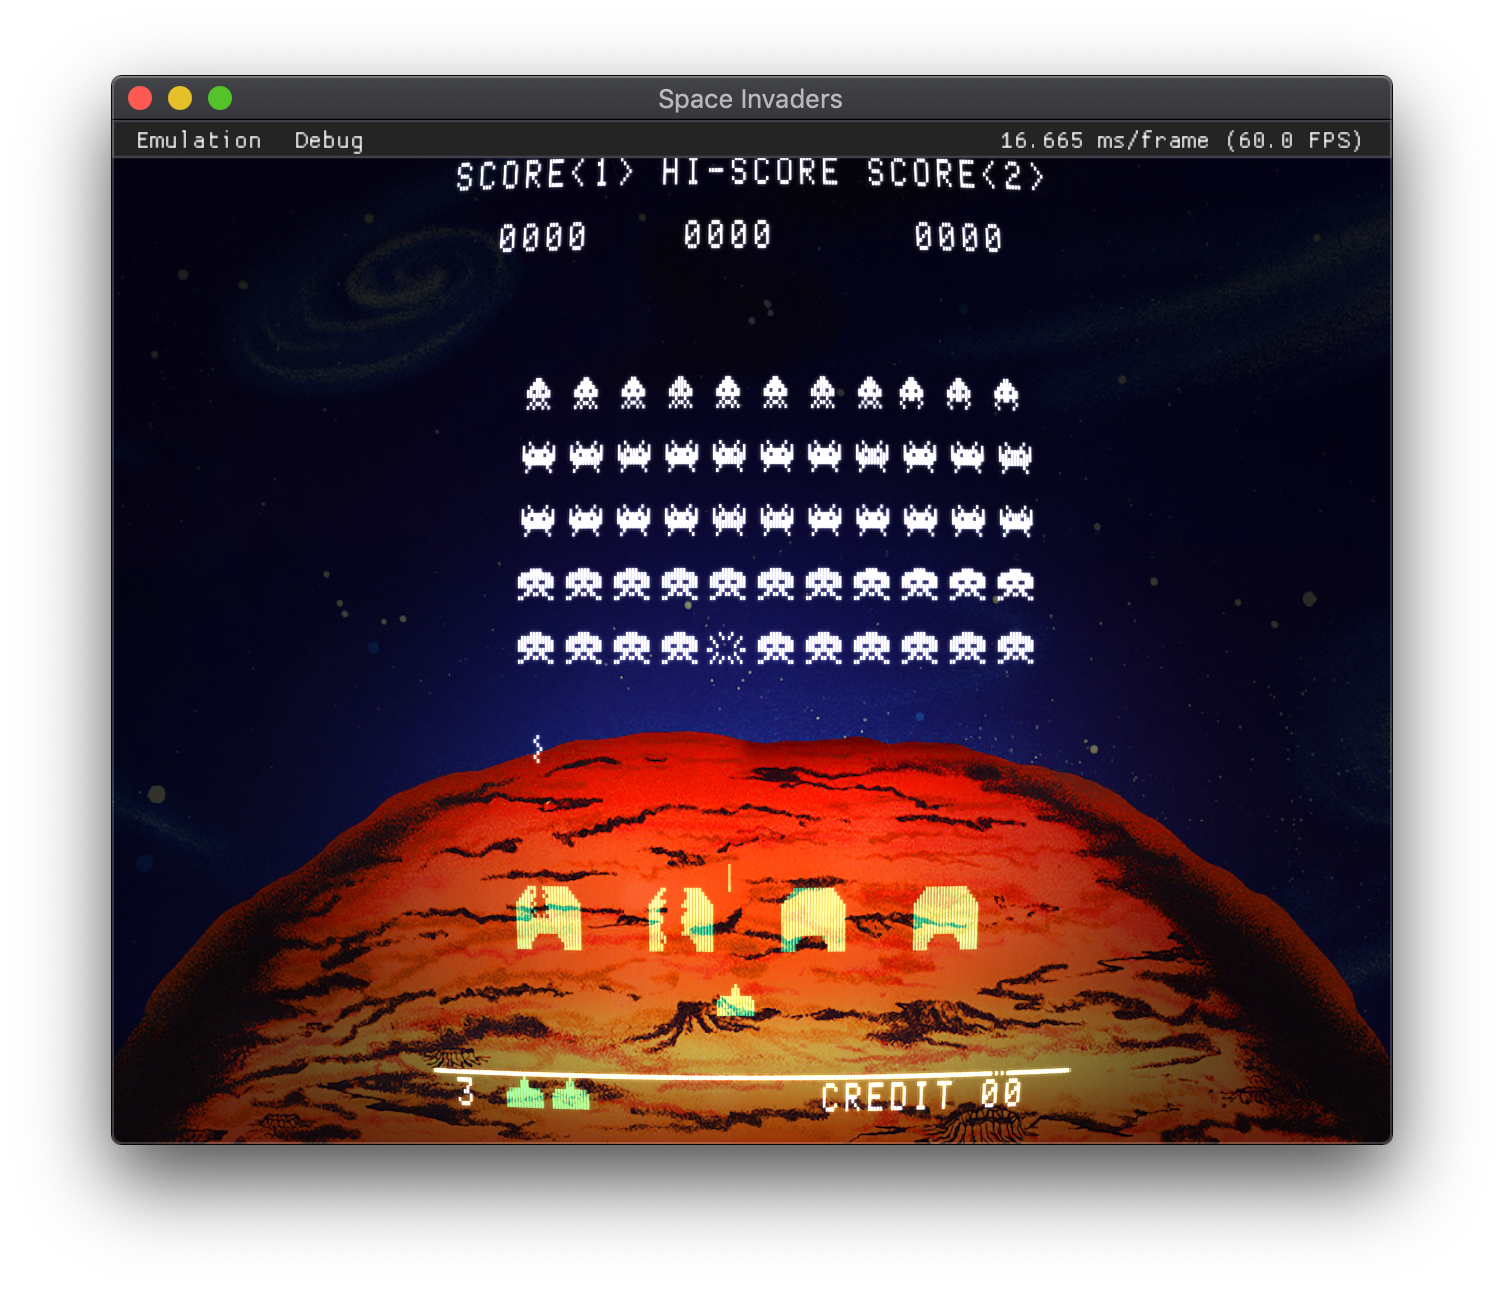 Space Invaders
Emulation Debug 16.665 ms/frame (60.0 FPS)
SCORE<1> HI-SCORE SCORE<2>
0000 0000 0000
3 CREDIT 00